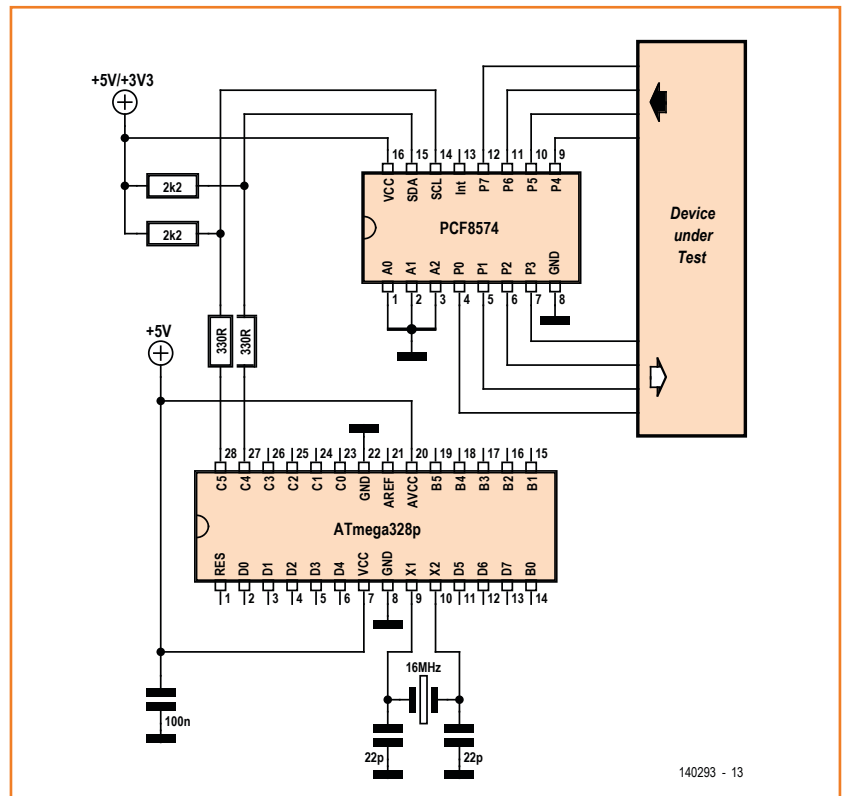 +5V/+3V3
2k2
2k2
16 15 14 13 12 11 10 9
VCC SDA SCL Int P7 P6 P5 P4
PCF8574
A0 A1 A2 P0 P1 P2 P3 GND
1 2 3 4 5 6 7 8
Device
under
Test
+5V
330R
330R
28 27 26 25 24 23 22 21 20 19 18 17 16 15
C5 C4 C3 C2 C1 C0 GND AREF AVCC B5 B4 B3 B2 B1
ATmega328p
RES D0 D1 D2 D3 D4 VCC GND X1 X2 D5 D6 D7 B0
1 2 3 4 5 6 7 8 9 10 11 12 13 14
16MHz
100n
22p
22p
140293 - 13